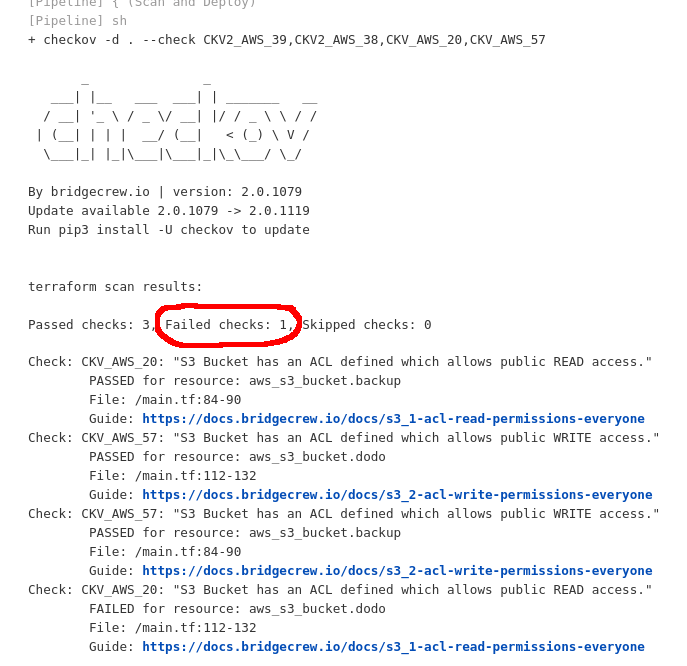 [Pipeline] { (Scan and Deploy)
[Pipeline] sh
+ checkov -d . --check CKV2_AWS_39,CKV2_AWS_38,CKV_AWS_20,CKV_AWS_57
By bridgecrew.io | version: 2.0.1079
Update available 2.0.1079 -> 2.0.1119
Run pip3 install -U checkov to update
terraform scan results:
Passed checks: 3, Failed checks: 1, Skipped checks: 0
Check: CKV_AWS_20: "S3 Bucket has an ACL defined which allows public READ access."
PASSED for resource: aws_s3_bucket.backup
File: /main.tf:84-90
Guide: https://docs.bridgecrew.io/docs/s3_1-acl-read-permissions-everyone
Check: CKV_AWS_57: "S3 Bucket has an ACL defined which allows public WRITE access."
PASSED for resource: aws_s3_bucket.dodo
File: /main.tf:112-132
Guide: https://docs.bridgecrew.io/docs/s3_2-acl-write-permissions-everyone
Check: CKV_AWS_57: "S3 Bucket has an ACL defined which allows public WRITE access."
PASSED for resource: aws_s3_bucket.backup
File: /main.tf:84-90
Guide: https://docs.bridgecrew.io/docs/s3_2-acl-write-permissions-everyone
Check: CKV_AWS_20: "S3 Bucket has an ACL defined which allows public READ access."
FAILED for resource: aws_s3_bucket.dodo
File: /main.tf:112-132
Guide: https://docs.bridgecrew.io/docs/s3_1-acl-read-permissions-everyone